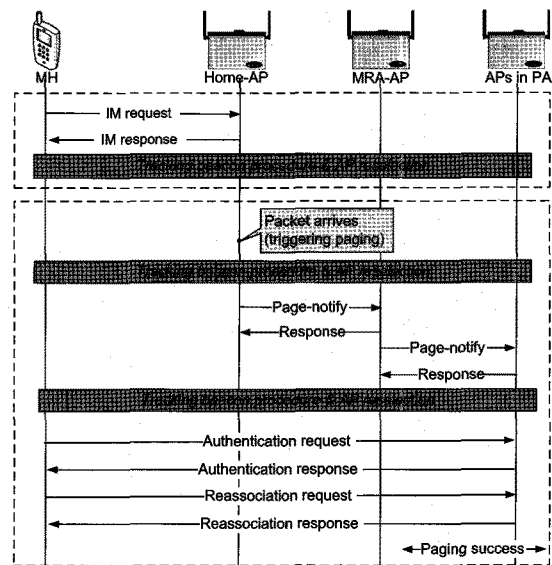 MH
Home-AP
MRA-AP
APs in PA
IM request
IM response
Packet arrives
(triggering paging)
Page-notify
Response
Page-notify
Response
Authentication request
Authentication response
Reassociation request
Reassociation response
Paging success